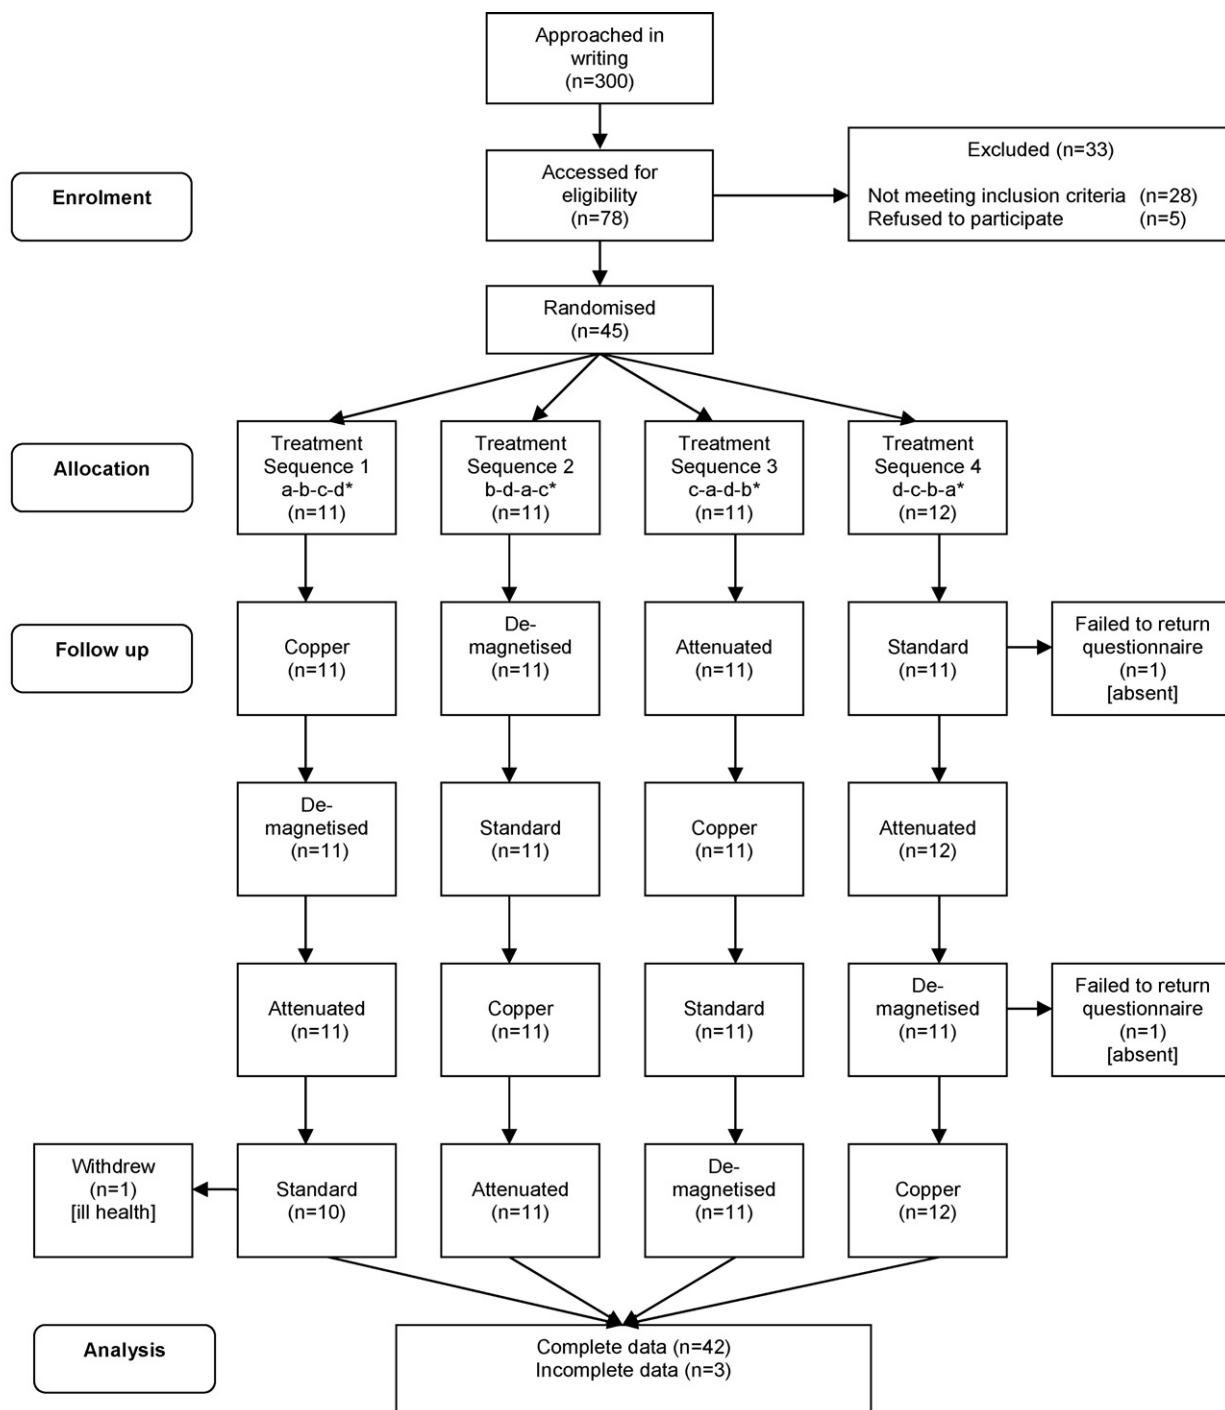 Approached in
writing
(n=300)
Enrolment
Accessed for
eligibility
(n=78)
Excluded (n=33)
Not meeting inclusion criteria (n=28)
Refused to participate (n=5)
Randomised
(n=45)
Allocation
Treatment
Sequence 1
a-b-c-d*
(n=11)
Treatment
Sequence 2
b-d-a-c*
(n=11)
Treatment
Sequence 3
c-a-d-b*
(n=11)
Treatment
Sequence 4
d-c-b-a*
(n=12)
Follow up
Copper
(n=11)
De-
magnetised
(n=11)
Attenuated
(n=11)
Standard
(n=11)
Failed to return
questionnaire
(n=1)
[absent]
De-
magnetised
(n=11)
Standard
(n=11)
Copper
(n=11)
Attenuated
(n=12)
Attenuated
(n=11)
Copper
(n=11)
Standard
(n=11)
De-
magnetised
(n=11)
Failed to return
questionnaire
(n=1)
[absent]
Withdrew
(n=1)
[ill health]
Standard
(n=10)
Attenuated
(n=11)
De-
magnetised
(n=11)
Copper
(n=12)
Analysis
Complete data (n=42)
Incomplete data (n=3)